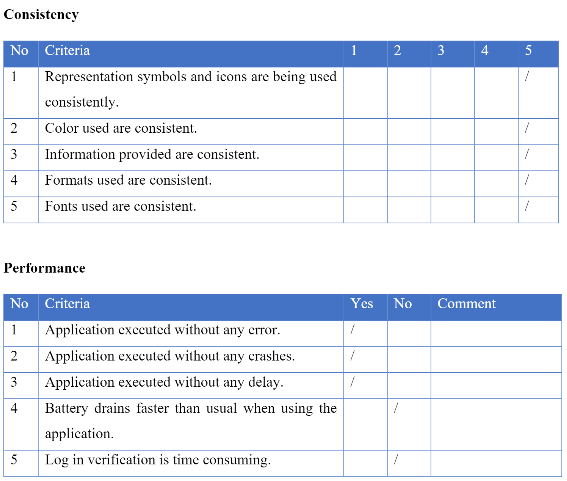 Consistency
No Criteria 1 2 3 4 5
1 Representation symbols and icons are being used /
consistently.
2 Color used are consistent. /
3 Information provided are consistent. /
4 Formats used are consistent. /
5 Fonts used are consistent. /
Performance
No Criteria Yes No Comment
1 Application executed without any error. /
2 Application executed without any crashes. /
3 Application executed without any delay. /
4 Battery drains faster than usual when using the /
application.
5 Log in verification is time consuming. /